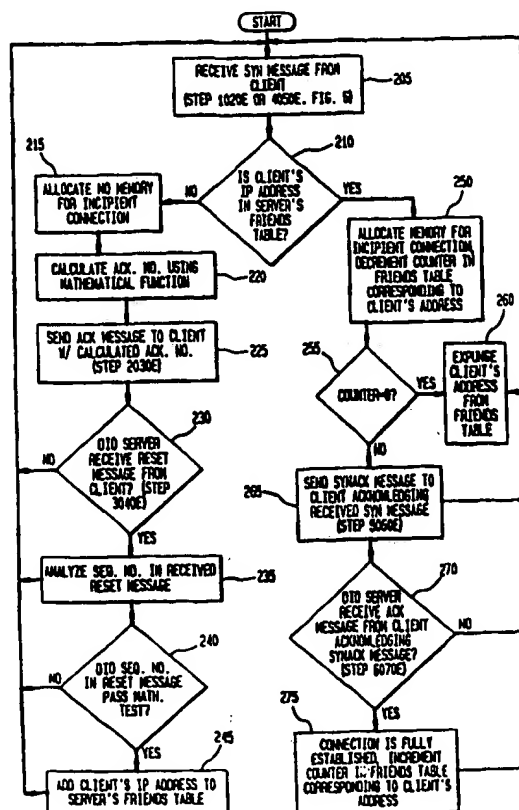 START
RECEIVE SYN MESSAGE FROM
CLIENT
(STEP 1020E OR 4050E. FIG. 6)
205
210
IS CLIENT'S
IP ADDRESS
IN SERVER'S
FRIENDS
TABLE?
NO
YES
215
ALLOCATE NO MEMORY
FOR INCIPIENT
CONNECTION
CALCULATE ACK. NO. USING
MATHEMATICAL FUNCTION
220
SEND ACK MESSAGE TO CLIENT
W/ CALCULATED ACK. NO.
(STEP 2030E)
225
230
DID SERVER
RECEIVE RESET
MESSAGE FROM
CLIENT? (STEP
3040E)
NO
YES
ANALYZE SEQ. NO. IN RECEIVED
RESET MESSAGE
235
240
DID SEQ. NO.
IN RESET MESSAGE
PASS MATH.
TEST?
NO
YES
245
ADD CLIENT'S IP ADDRESS TO
SERVER'S FRIENDS TABLE
250
ALLOCATE MEMORY FOR
INCIPIENT CONNECTION,
DECREMENT COUNTER IN
FRIENDS TABLE
CORRESPONDING TO
CLIENT'S ADDRESS
255
COUNTER=0?
YES
NO
260
EXPUNGE
CLIENT'S
ADDRESS
FROM
FRIENDS
TABLE
265
SEND SYNACK MESSAGE TO
CLIENT ACKNOWLEDGING
RECEIVED SYN MESSAGE
(STEP 5060E)
270
DID SERVER
RECEIVE ACK
MESSAGE FROM CLIENT
ACKNOWLEDGING
SYNACK MESSAGE?
(STEP 6070E)
NO
YES
275
CONNECTION IS FULLY
ESTABLISHED, INCREMENT
COUNTER IN FRIENDS TABLE
CORRESPONDING TO CLIENT'S
ADDRESS